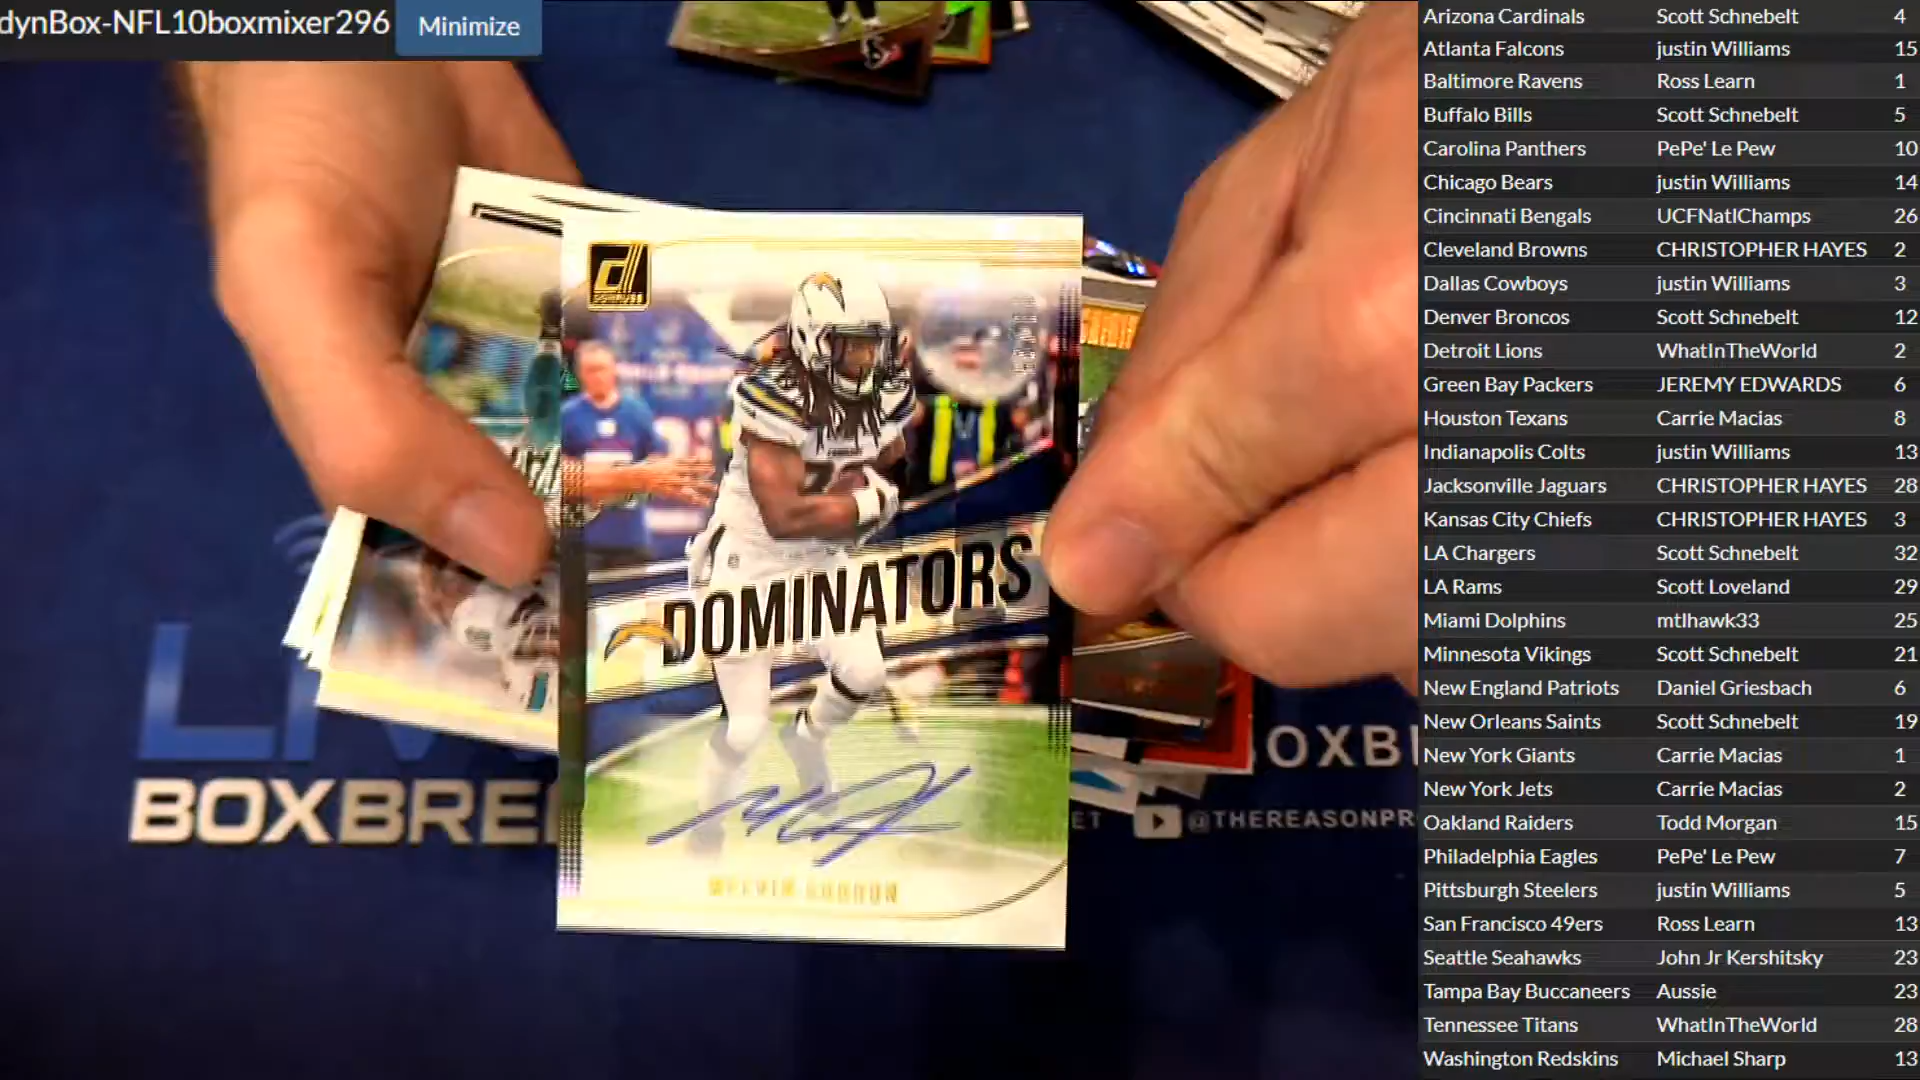 dynBox-NFL10boxmixer296
Minimize
DONRUSS
DOMINATORS
MELVIN GORDON
BOXBRE
OXB
ET
@THEREASONPR
Arizona Cardinals Scott Schnebelt 4
Atlanta Falcons justin Williams 15
Baltimore Ravens Ross Learn 1
Buffalo Bills Scott Schnebelt 5
Carolina Panthers PePe' Le Pew 10
Chicago Bears justin Williams 14
Cincinnati Bengals UCFNatlChamps 26
Cleveland Browns CHRISTOPHER HAYES 2
Dallas Cowboys justin Williams 3
Denver Broncos Scott Schnebelt 12
Detroit Lions WhatInTheWorld 2
Green Bay Packers JEREMY EDWARDS 6
Houston Texans Carrie Macias 8
Indianapolis Colts justin Williams 13
Jacksonville Jaguars CHRISTOPHER HAYES 28
Kansas City Chiefs CHRISTOPHER HAYES 3
LA Chargers Scott Schnebelt 32
LA Rams Scott Loveland 29
Miami Dolphins mtlhawk33 25
Minnesota Vikings Scott Schnebelt 21
New England Patriots Daniel Griesbach 6
New Orleans Saints Scott Schnebelt 19
New York Giants Carrie Macias 1
New York Jets Carrie Macias 2
Oakland Raiders Todd Morgan 15
Philadelphia Eagles PePe' Le Pew 7
Pittsburgh Steelers justin Williams 5
San Francisco 49ers Ross Learn 13
Seattle Seahawks John Jr Kershitsky 23
Tampa Bay Buccaneers Aussie 23
Tennessee Titans WhatInTheWorld 28
Washington Redskins Michael Sharp 13